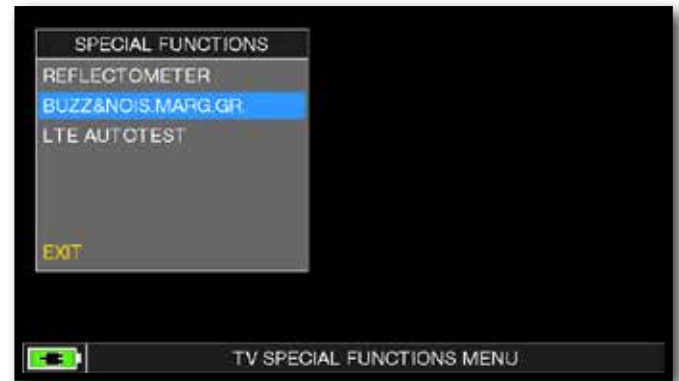 SPECIAL FUNCTIONS
REFLECTOMETER
BUZZ&NOIS.MARG.GR.
LTE AUTOTEST
EXIT
TV SPECIAL FUNCTIONS MENU